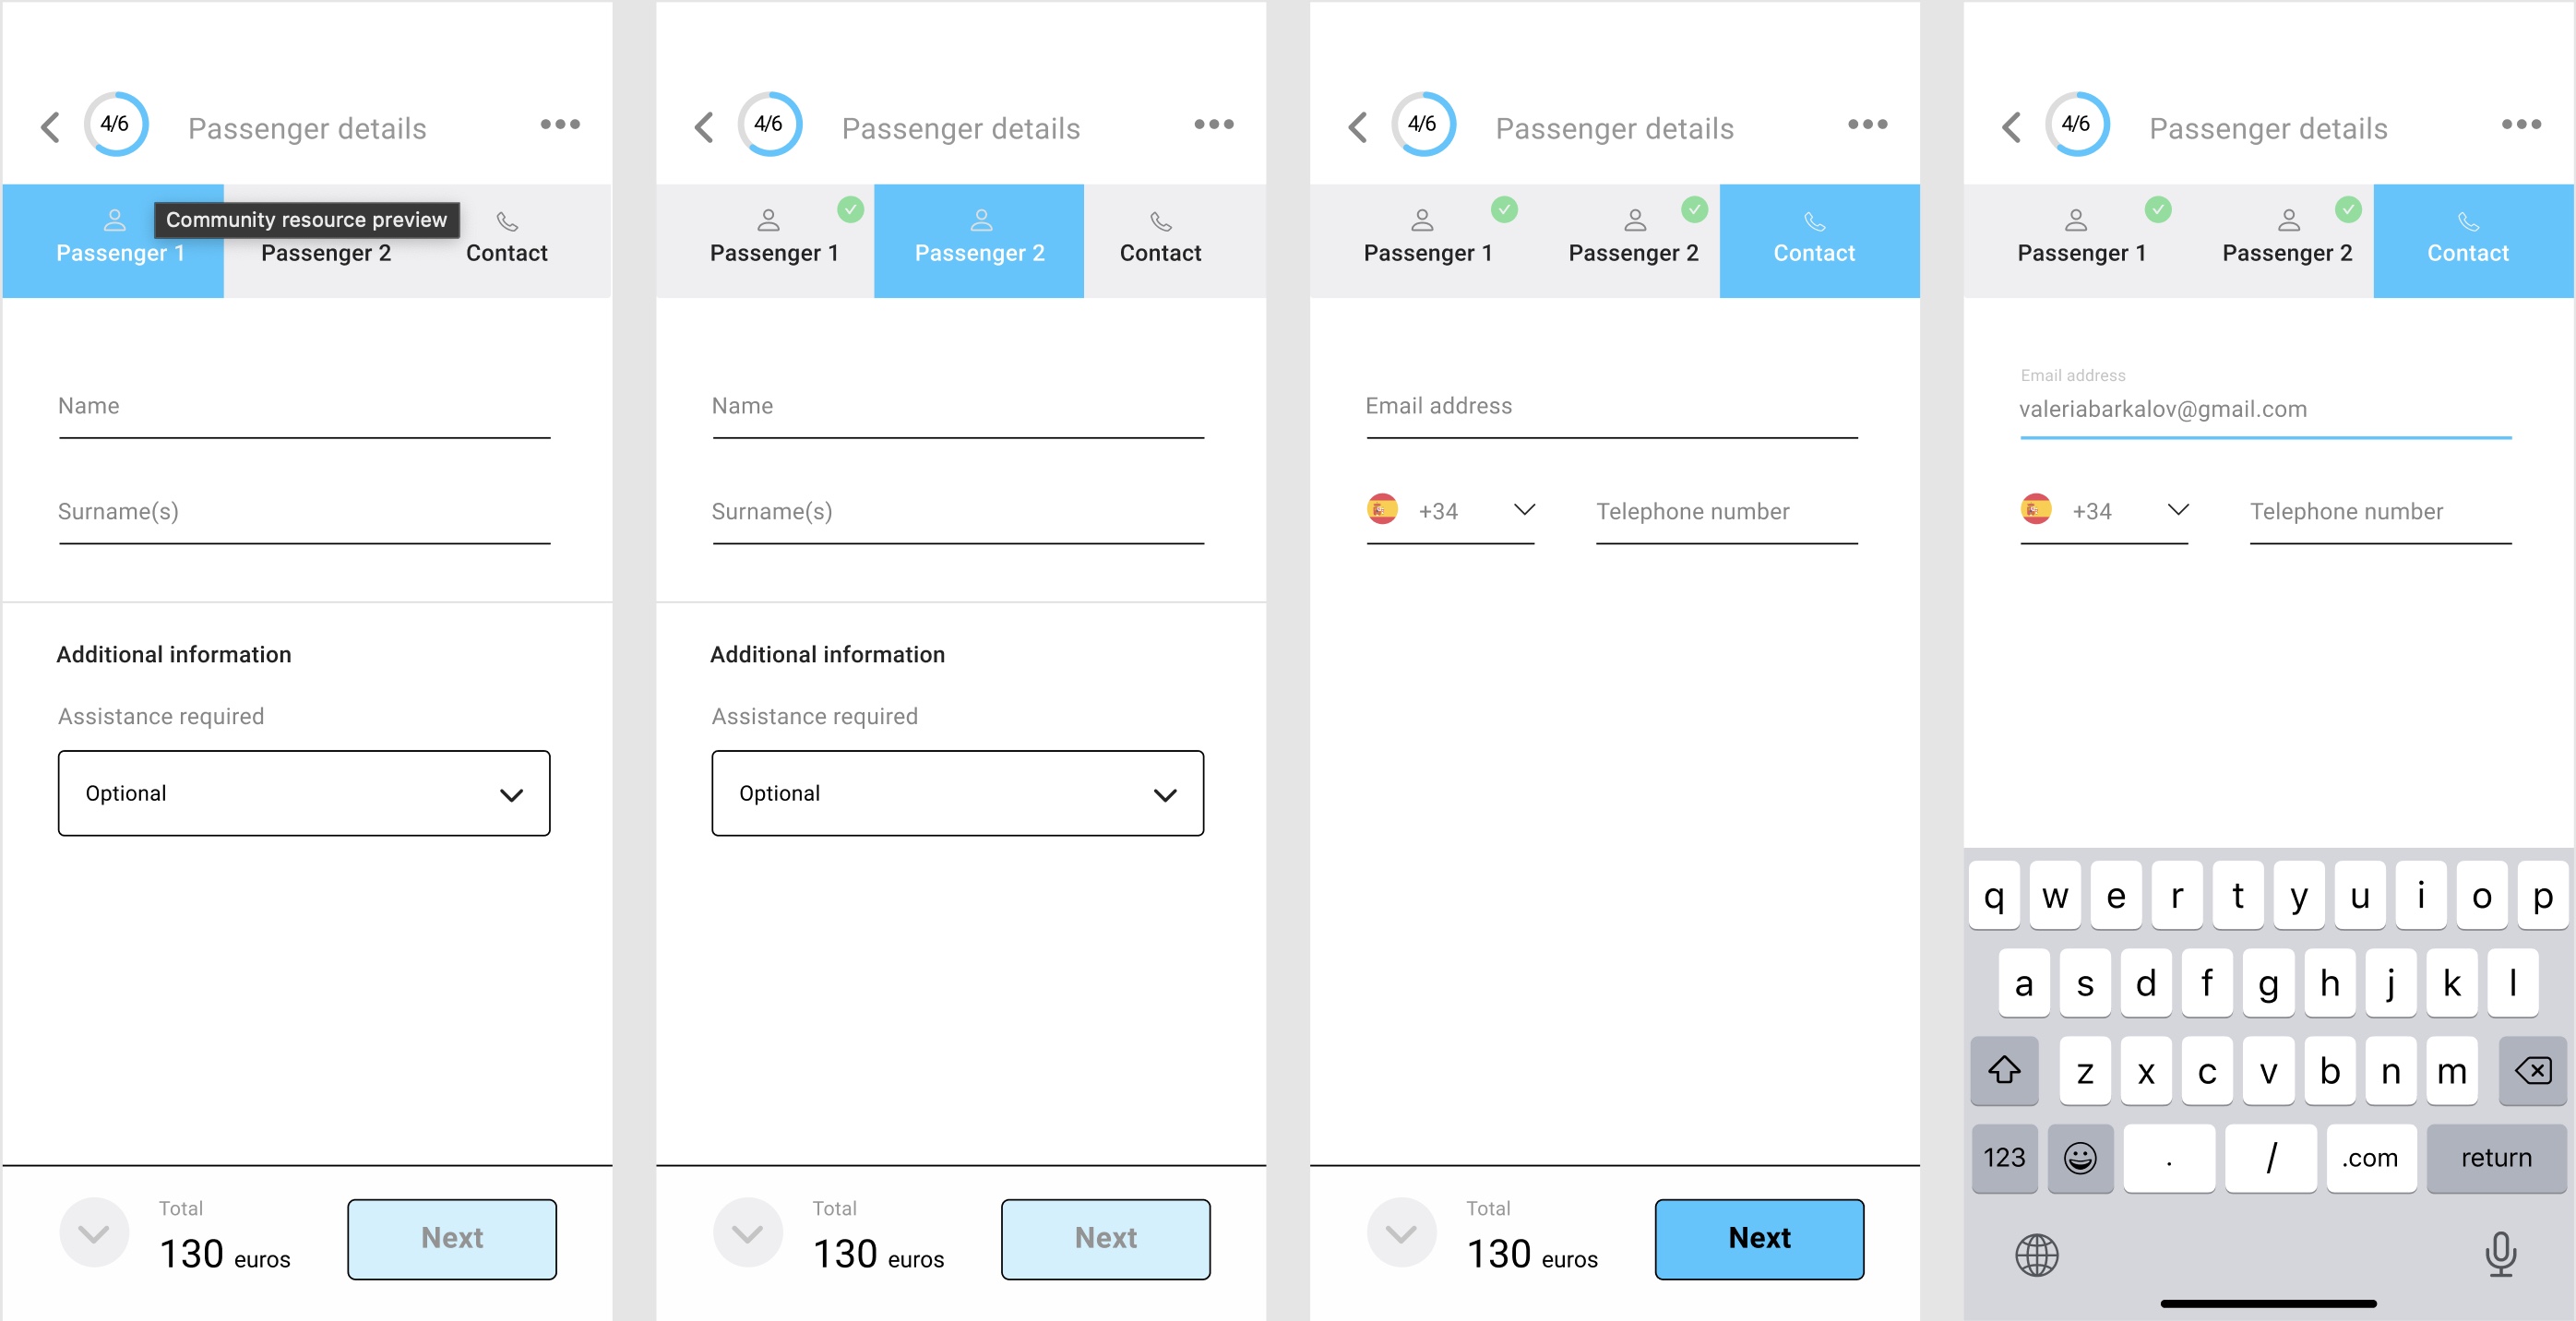 4/6 Passenger details
Community resource preview
Passenger 1 Passenger 2 Contact
Name
Surname(s)
Additional information
Assistance required
Optional
Total
130 euros
Next
4/6 Passenger details
Passenger 1 Passenger 2 Contact
Name
Surname(s)
Additional information
Assistance required
Optional
Total
130 euros
Next
4/6 Passenger details
Passenger 1 Passenger 2 Contact
Email address
+34 Telephone number
Total
130 euros
Next
4/6 Passenger details
Passenger 1 Passenger 2 Contact
Email address
valeriabarkalov@gmail.com
+34 Telephone number
q w e r t y u i o p
a s d f g h j k l
z x c v b n m
123 . / .com return